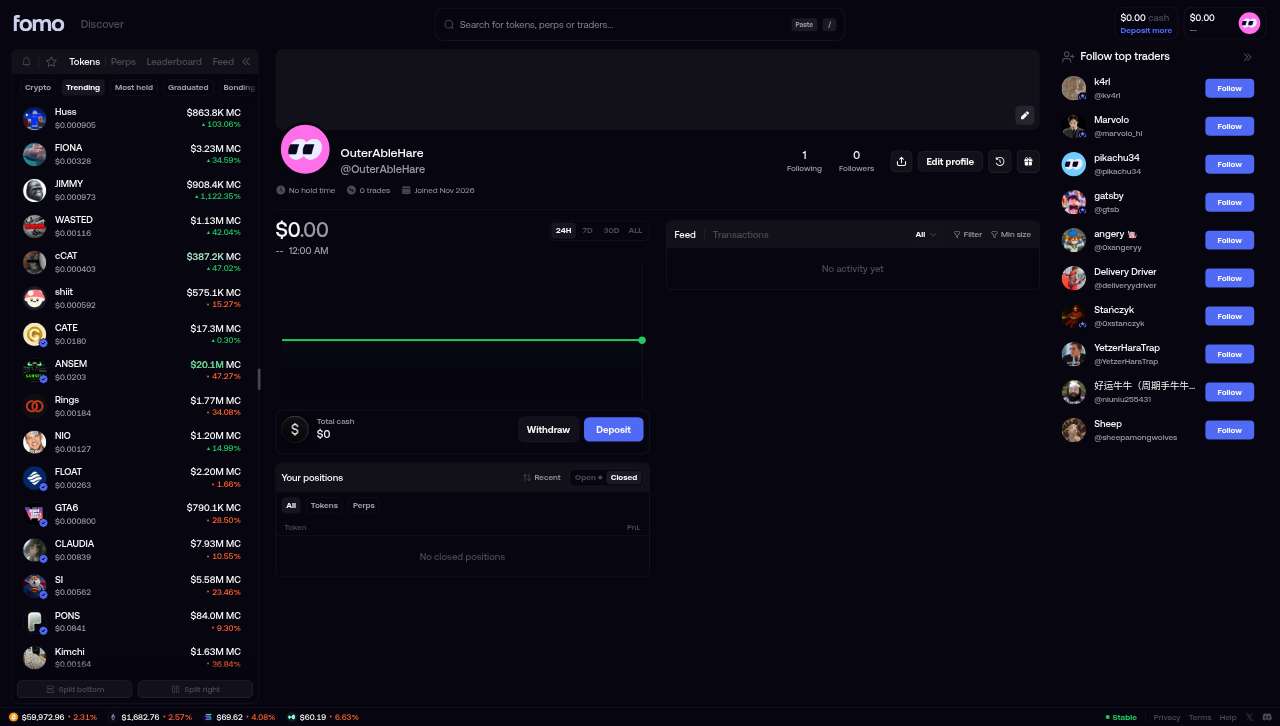 fomo Discover
Search for tokens, perps or traders... Paste /
$0.00 cash
Deposit more
$0.00
—
Tokens Perps Leaderboard Feed
Crypto Trending Most held Graduated Bonding
Huss $863.8K MC
$0.000905 103.06%
FIONA $3.23M MC
$0.00328 34.59%
JIMMY $908.4K MC
$0.000973 1,122.35%
WASTED $1.13M MC
$0.00116 42.04%
cCAT $387.2K MC
$0.000403 47.02%
shiit $575.1K MC
$0.000592 15.27%
CATE $17.3M MC
$0.0180 0.30%
ANSEM $20.1M MC
$0.0203 47.27%
Rings $1.77M MC
$0.00184 34.08%
NIO $1.20M MC
$0.00127 14.99%
FLOAT $2.20M MC
$0.00263 1.66%
GTA6 $790.1K MC
$0.000800 28.50%
CLAUDIA $7.93M MC
$0.00839 10.55%
SI $5.58M MC
$0.00562 23.46%
PONS $84.0M MC
$0.0841 9.30%
Kimchi $1.63M MC
$0.00164 36.84%
Split bottom Split right
OuterAbleHare
@OuterAbleHare
1 Following
0 Followers
Edit profile
No hold time 0 trades Joined Nov 2026
$0.00
24H 7D 30D ALL
-- 12:00 AM
Total cash
$0
Withdraw Deposit
Your positions Recent Open Closed
All Tokens Perps
Token PnL
No closed positions
Feed Transactions All Filter Min size
No activity yet
Follow top traders
k4rl
@kv4rl
Follow
Marvolo
@marvolo_hl
Follow
pikachu34
@pikachu34
Follow
gatsby
@gtsb
Follow
angery
@0xangeryy
Follow
Delivery Driver
@deliveryydriver
Follow
Stańczyk
@0xstanczyk
Follow
YetzerHaraTrap
@YetzerHaraTrap
Follow
好运牛牛（周期手牛牛...
@niuniu255431
Follow
Sheep
@sheepamongwolves
Follow
$59,972.96 2.31% $1,682.76 2.57% $69.62 4.08% $60.19 6.63%
Stable Privacy Terms Help